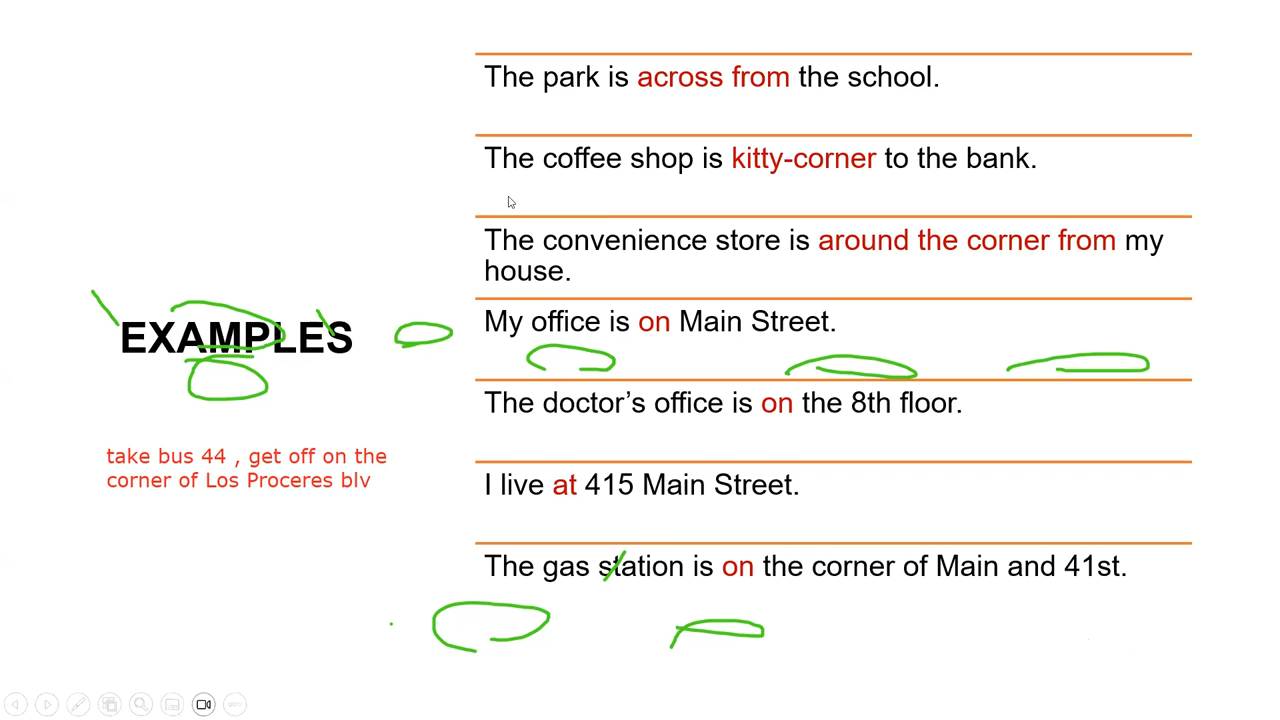 The park is across from the school.
The coffee shop is kitty-corner to the bank.
The convenience store is around the corner from my
house.
EXAMPLES
My office is on Main Street.
The doctor’s office is on the 8th floor.
take bus 44 , get off on the
corner of Los Proceres blv
I live at 415 Main Street.
The gas station is on the corner of Main and 41st.